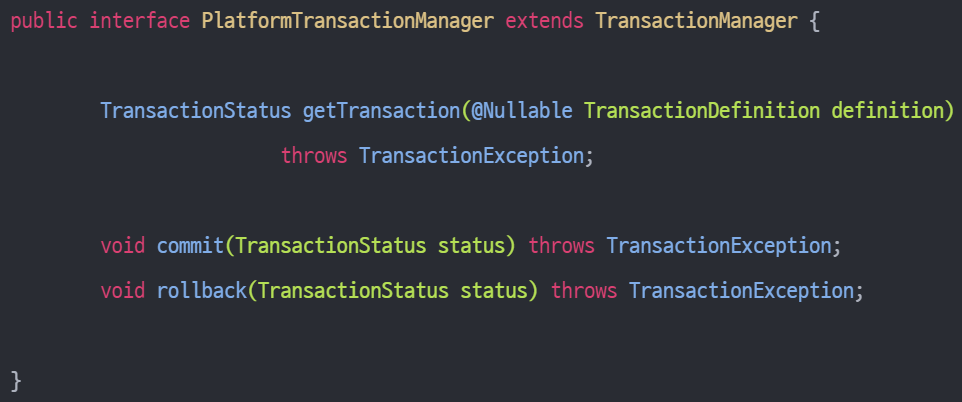 public interface PlatformTransactionManager extends TransactionManager {
TransactionStatus getTransaction(@Nullable TransactionDefinition definition)
throws TransactionException;
void commit(TransactionStatus status) throws TransactionException;
void rollback(TransactionStatus status) throws TransactionException;
}